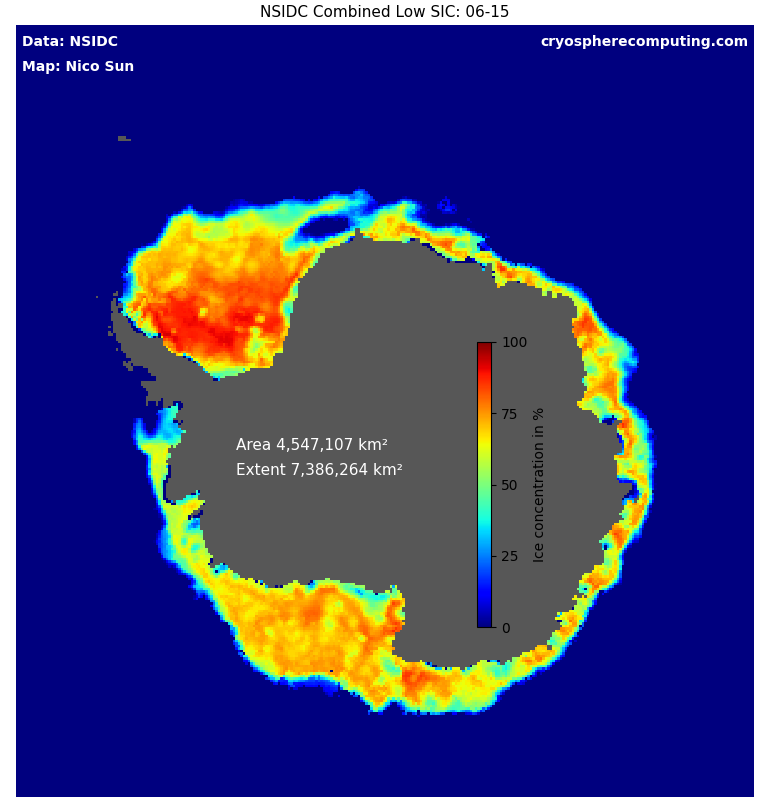 NSIDC Combined Low SIC: 06-15
Data: NSIDC
cryospherecomputing.com
Map: Nico Sun
Area 4,547,107 km²
Extent 7,386,264 km²
100
75
50
25
0
Ice concentration in %